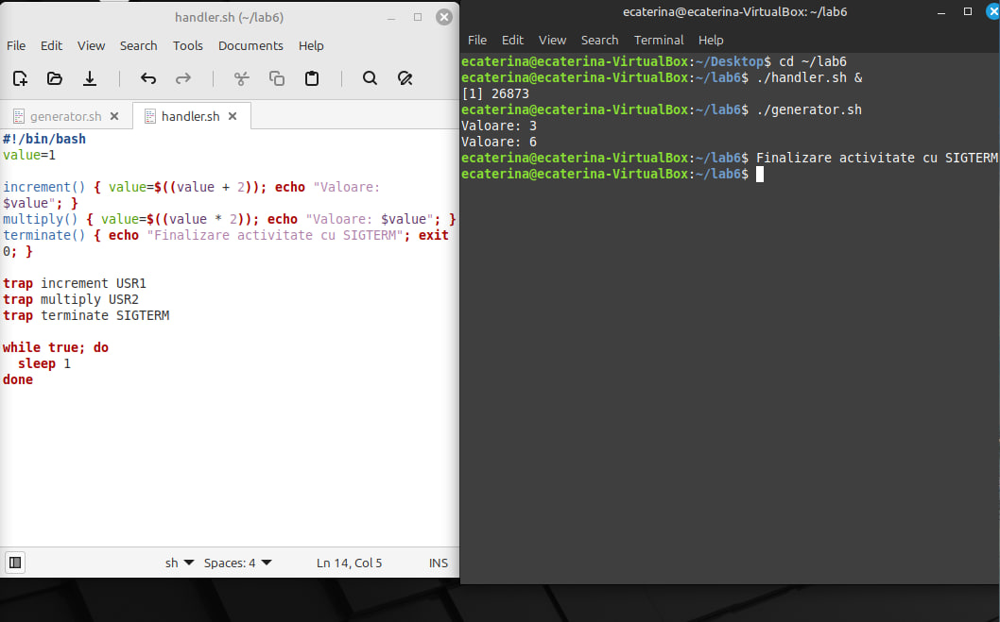 handler.sh (~/lab6)
File Edit View Search Tools Documents Help
generator.sh handler.sh
#!/bin/bash
value=1
increment() { value=$((value + 2)); echo "Valoare:
$value"; }
multiply() { value=$((value * 2)); echo "Valoare: $value"; }
terminate() { echo "Finalizare activitate cu SIGTERM"; exit
0; }
trap increment USR1
trap multiply USR2
trap terminate SIGTERM
while true; do
  sleep 1
done
sh Spaces: 4 Ln 14, Col 5 INS
ecaterina@ecaterina-VirtualBox: ~/lab6
File Edit View Search Terminal Help
ecaterina@ecaterina-VirtualBox:~/Desktop$ cd ~/lab6
ecaterina@ecaterina-VirtualBox:~/lab6$ ./handler.sh &
[1] 26873
ecaterina@ecaterina-VirtualBox:~/lab6$ ./generator.sh
Valoare: 3
Valoare: 6
ecaterina@ecaterina-VirtualBox:~/lab6$ Finalizare activitate cu SIGTERM
ecaterina@ecaterina-VirtualBox:~/lab6$